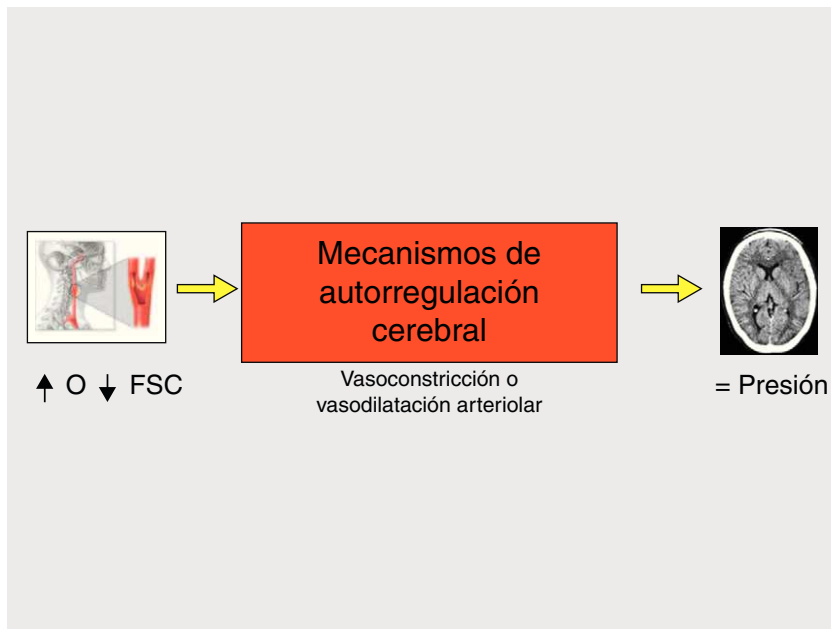 Mecanismos de
autorregulación
cerebral
↑ O ↓ FSC
Vasoconstricción o
vasodilatación arteriolar
= Presión